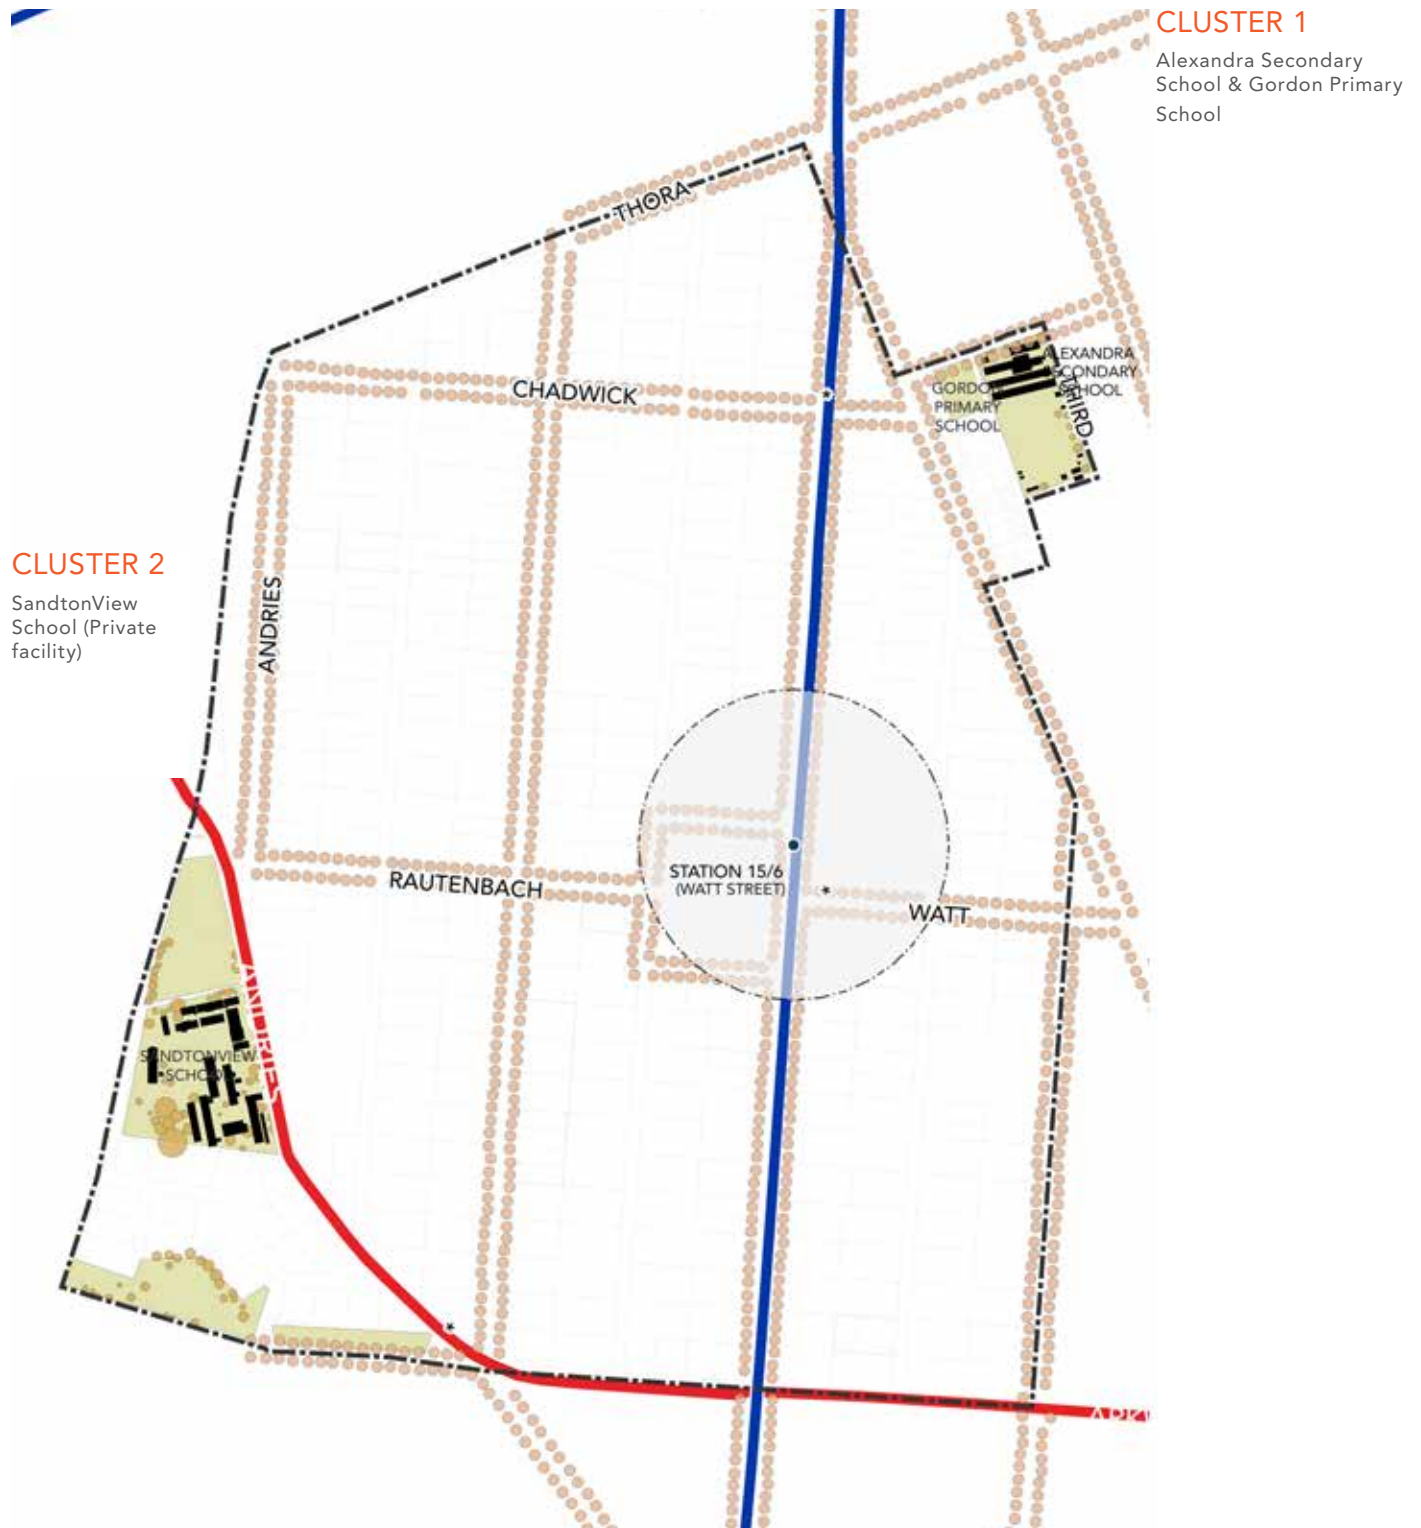 CLUSTER 1
Alexandra Secondary
School & Gordon Primary
School
THORA
CHADWICK
ALEXANDRA
SECONDARY
SCHOOL
GORDON
PRIMARY
SCHOOL
THIRD
CLUSTER 2
SandtonView
School (Private
facility)
ANDRIES
RAUTENBACH
STATION 15/6
(WATT STREET)
WATT
ANDRIES
SANDTONVIEW
SCHOOL